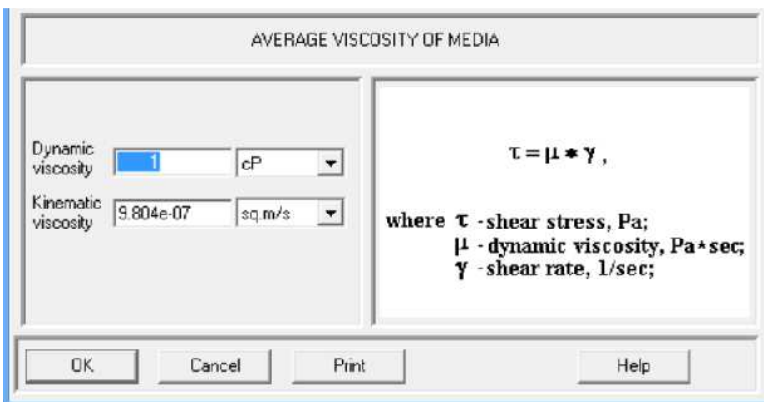 AVERAGE VISCOSITY OF MEDIA
Dynamic
viscosity 1 cP
Kinematic
viscosity 9.804e-07 sq.m/s
τ = μ * γ ,
where τ - shear stress, Pa;
μ - dynamic viscosity, Pa*sec;
γ - shear rate, 1/sec;
OK Cancel Print Help